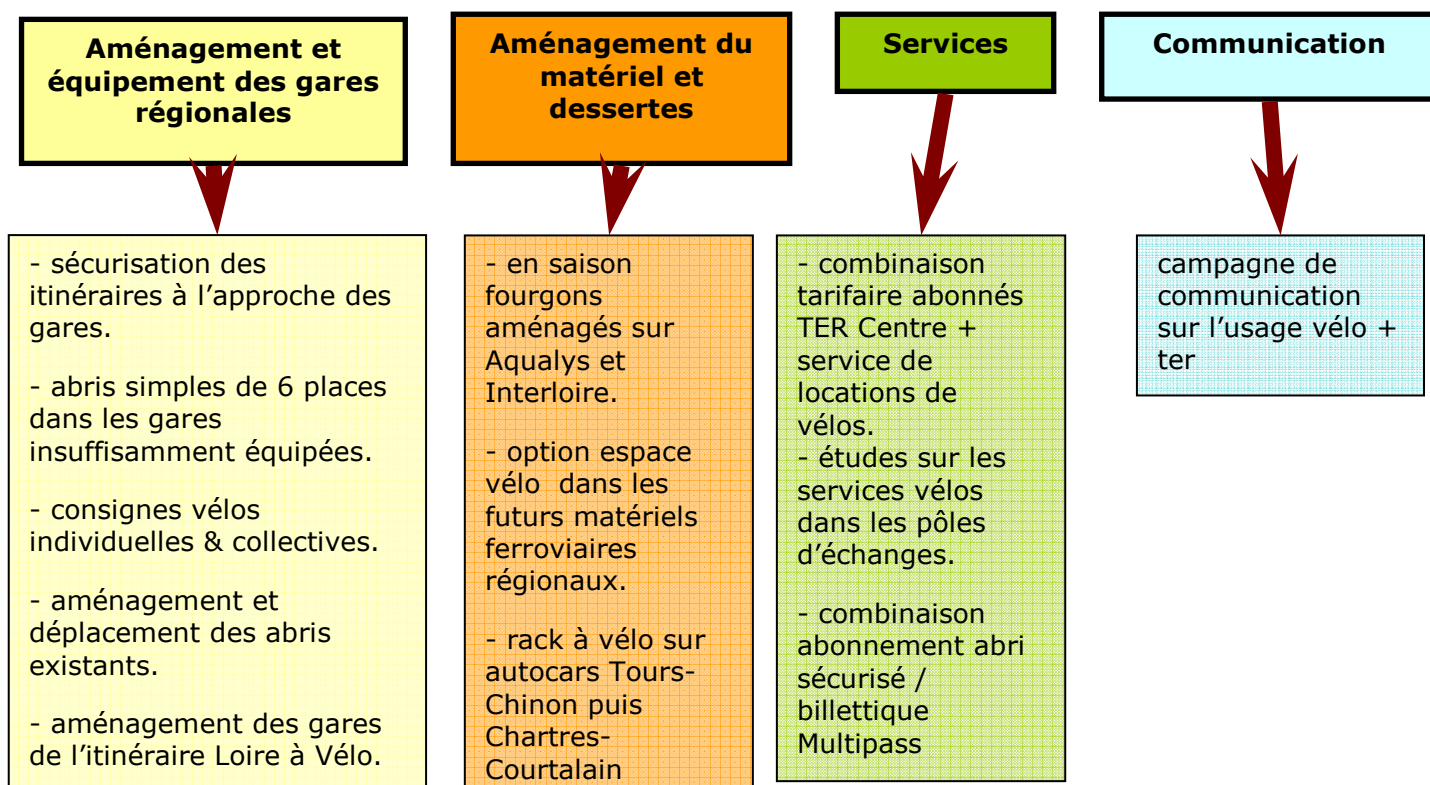 Aménagement et
équipement des gares
régionales
Aménagement du
matériel et
dessertes
Services
Communication
- sécurisation des
itinéraires à l’approche des
gares.
- abris simples de 6 places
dans les gares
insuffisamment équipées.
- consignes vélos
individuelles & collectives.
- aménagement et
déplacement des abris
existants.
- aménagement des gares
de l’itinéraire Loire à Vélo.
- en saison
fourgons
aménagés sur
Aqualys et
Interloire.
- option espace
vélo dans les
futurs matériels
ferroviaires
régionaux.
- rack à vélo sur
autocars Tours-
Chinon puis
Chartres-
Courtalain
- combinaison
tarifaire abonnés
TER Centre +
service de
locations de
vélos.
- études sur les
services vélos
dans les pôles
d’échanges.
- combinaison
abonnement abri
sécurisé /
billettique
Multipass
campagne de
communication
sur l’usage vélo +
ter